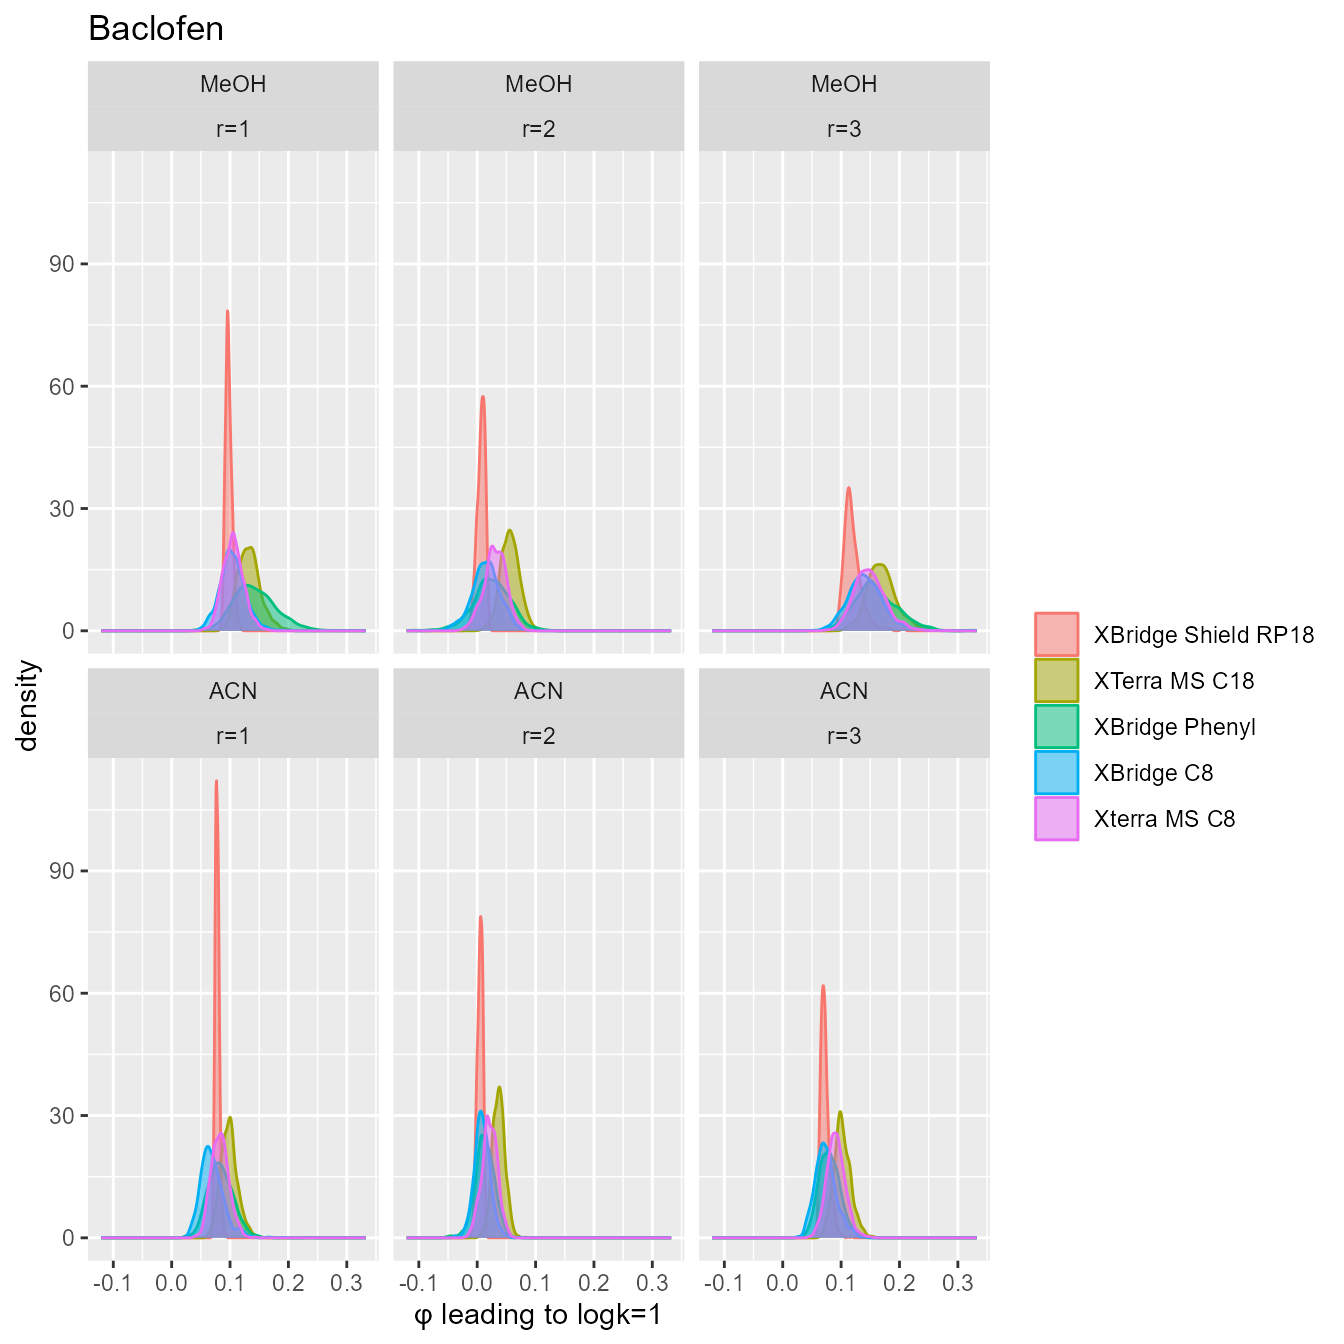 Baclofen
MeOH
MeOH
MeOH
r=1
r=2
r=3
90
60
30
0
ACN
ACN
ACN
r=1
r=2
r=3
90
60
30
0
-0.1 0.0 0.1 0.2 0.3
-0.1 0.0 0.1 0.2 0.3
-0.1 0.0 0.1 0.2 0.3
φ leading to logk=1
density
XBridge Shield RP18
XTerra MS C18
XBridge Phenyl
XBridge C8
Xterra MS C8